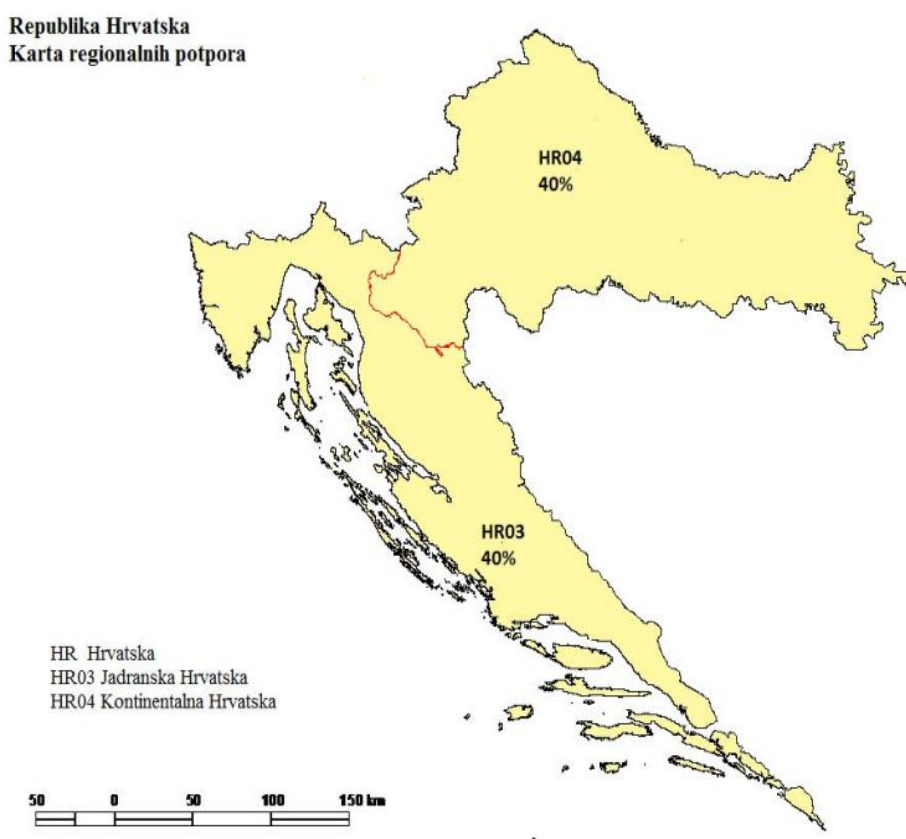 Republika Hrvatska
Karta regionalnih potpora
HR04
40%
HR03
40%
HR Hrvatska
HR03 Jadranska Hrvatska
HR04 Kontinentalna Hrvatska
50 0 50 100 150 km